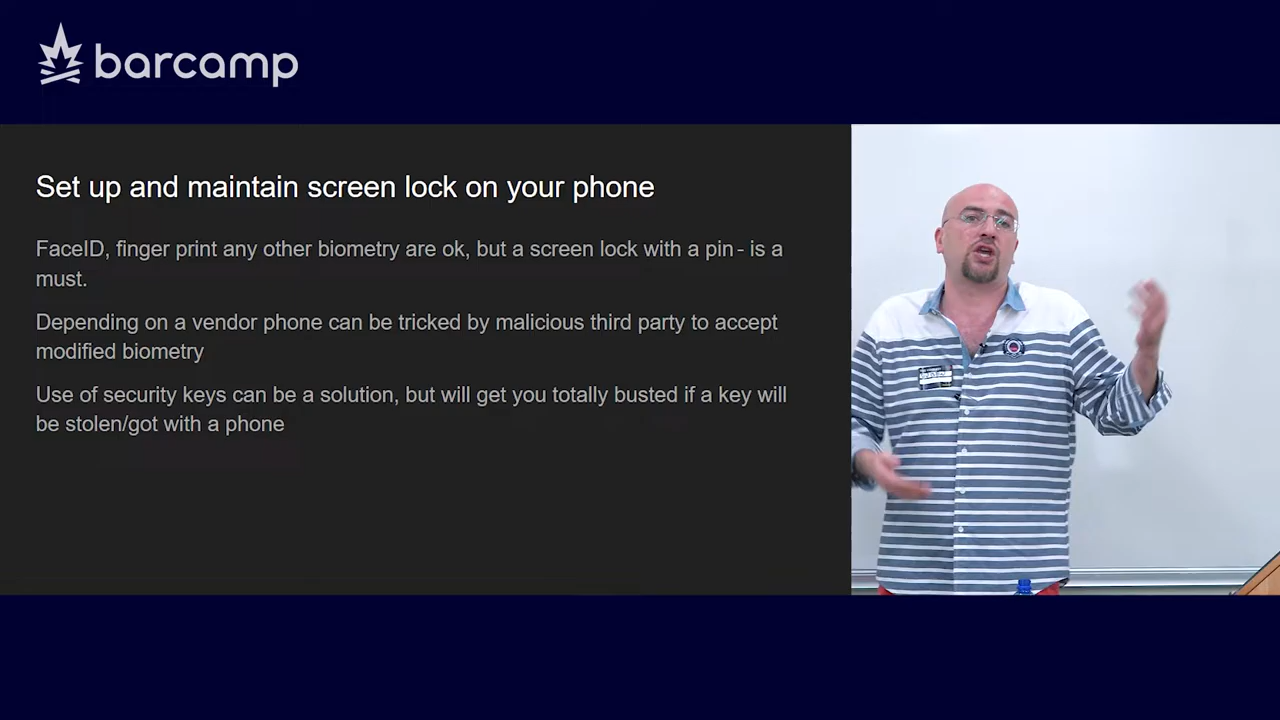 barcamp
Set up and maintain screen lock on your phone
FaceID, finger print any other biometry are ok, but a screen lock with a pin - is a
must.
Depending on a vendor phone can be tricked by malicious third party to accept
modified biometry
Use of security keys can be a solution, but will get you totally busted if a key will
be stolen/got with a phone